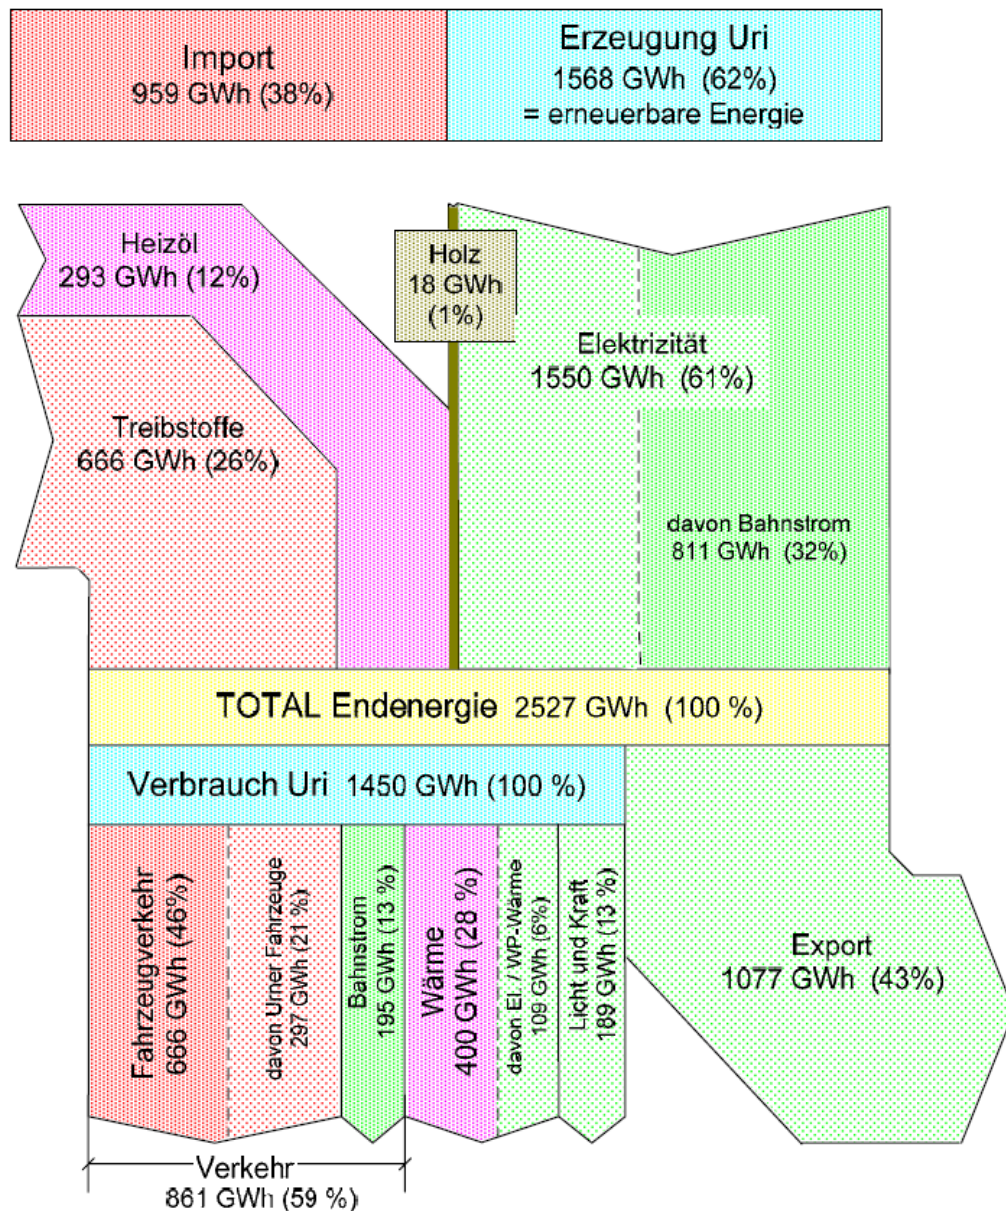 Import
959 GWh (38%)
Erzeugung Uri
1568 GWh (62%)
= erneuerbare Energie
Heizöl
293 GWh (12%)
Holz
18 GWh
(1%)
Elektrizität
1550 GWh (61%)
Treibstoffe
666 GWh (26%)
davon Bahnstrom
811 GWh (32%)
TOTAL Endenergie 2527 GWh (100 %)
Verbrauch Uri 1450 GWh (100 %)
Fahrzeugverkehr
666 GWh (46%)
davon Urner Fahrzeuge
297 GWh (21 %)
Bahnstrom
195 GWh (13 %)
Wärme
400 GWh (28 %)
davon El. / WP-Wärme
109 GWh (6%)
Licht und Kraft
189 GWh (13 %)
Export
1077 GWh (43%)
Verkehr
861 GWh (59 %)